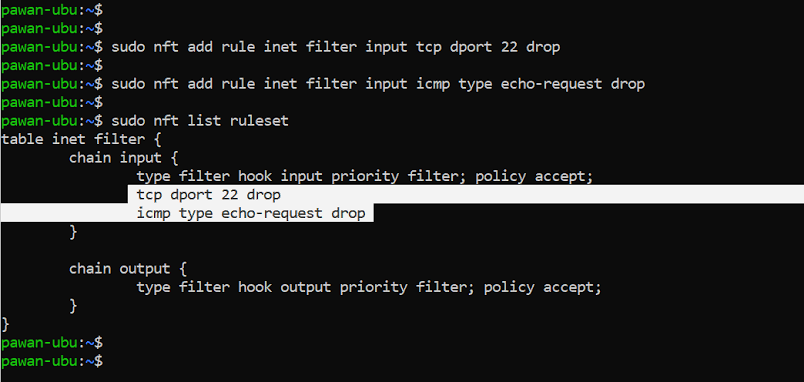 pawan-ubu:~$
pawan-ubu:~$
pawan-ubu:~$ sudo nft add rule inet filter input tcp dport 22 drop
pawan-ubu:~$
pawan-ubu:~$ sudo nft add rule inet filter input icmp type echo-request drop
pawan-ubu:~$
pawan-ubu:~$ sudo nft list ruleset
table inet filter {
        chain input {
                type filter hook input priority filter; policy accept;
                tcp dport 22 drop
                icmp type echo-request drop
        }

        chain output {
                type filter hook output priority filter; policy accept;
        }
}
pawan-ubu:~$
pawan-ubu:~$